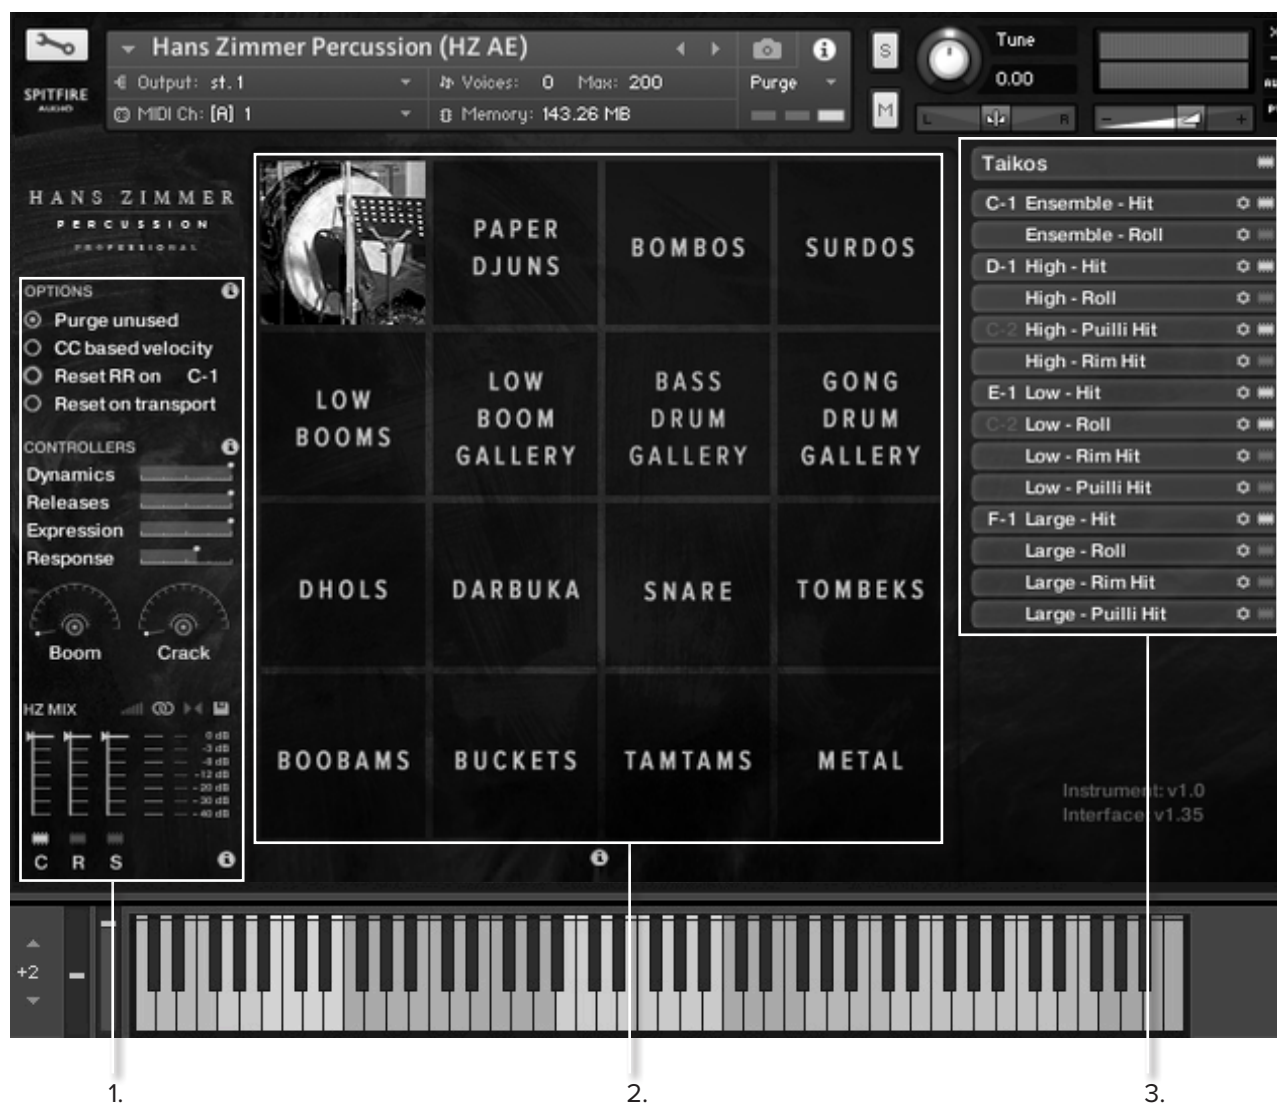 Hans Zimmer Percussion (HZ AE)
S
Tune
SPITFIRE
AUDIO
Output: st.1
Voices: 0 Max: 200
Purge
0.00
MIDI Ch: [A] 1
Memory: 143.26 MB
M
L
R
-
+
HANS ZIMMER
PERCUSSION
PROFESSIONAL
OPTIONS
Purge unused
CC based velocity
Reset RR on C-1
Reset on transport
CONTROLLERS
Dynamics
Releases
Expression
Response
Boom
Crack
HZ MIX
0 dB
-3 dB
-12 dB
-20 dB
-30 dB
-40 dB
C R S
PAPER
DJUNS
BOMBOS
SURDOS
LOW
BOOMS
LOW
BOOM
GALLERY
BASS
DRUM
GALLERY
GONG
DRUM
GALLERY
DHOLS
DARBUKA
SNARE
TOMBEKS
BOOBAMS
BUCKETS
TAMTAMS
METAL
Taikos
C-1 Ensemble - Hit
Ensemble - Roll
D-1 High - Hit
High - Roll
C-2 High - Puilli Hit
High - Rim Hit
E-1 Low - Hit
C-2 Low - Roll
Low - Rim Hit
Low - Puilli Hit
F-1 Large - Hit
Large - Roll
Large - Rim Hit
Large - Puilli Hit
Instrument: v1.0
Interface: v1.35
+2
1.
2.
3.